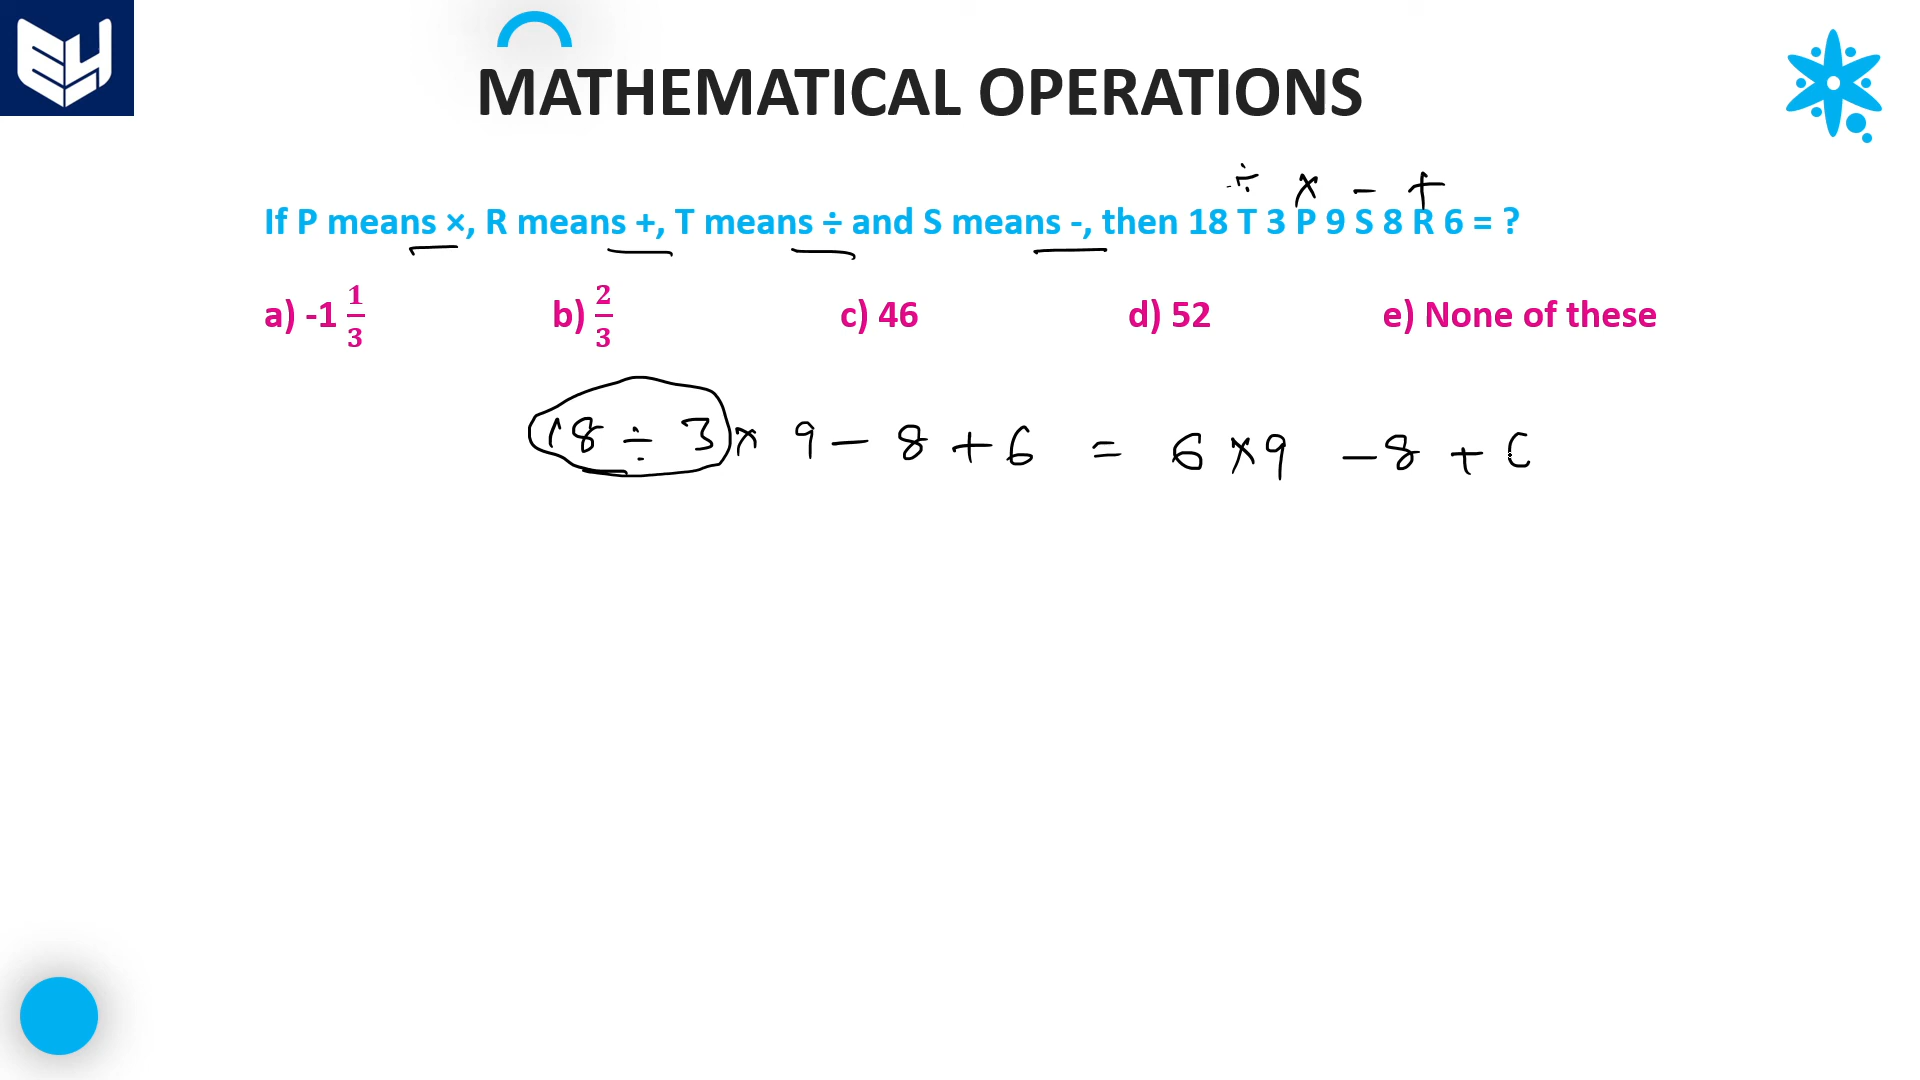 MATHEMATICAL OPERATIONS
÷ × - +
If P means ×, R means +, T means ÷ and S means -, then 18 T 3 P 9 S 8 R 6 = ?
a) -1 1/3 b) 2/3 c) 46 d) 52 e) None of these
18 ÷ 3 × 9 - 8 + 6 = 6 × 9 - 8 +